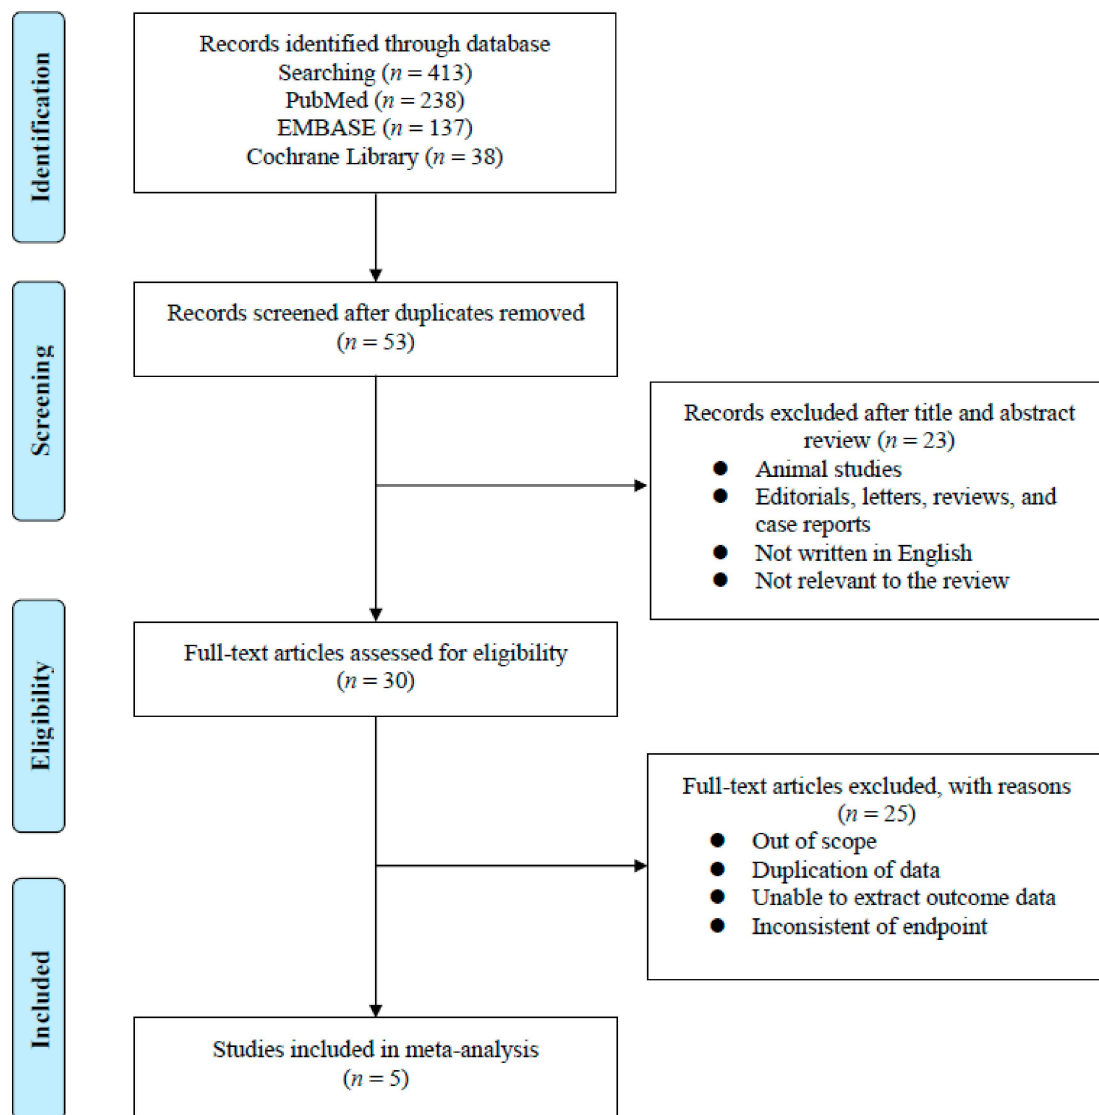 Identification
Records identified through database
Searching (n = 413)
PubMed (n = 238)
EMBASE (n = 137)
Cochrane Library (n = 38)
Screening
Records screened after duplicates removed
(n = 53)
Records excluded after title and abstract
review (n = 23)
● Animal studies
● Editorials, letters, reviews, and
case reports
● Not written in English
● Not relevant to the review
Eligibility
Full-text articles assessed for eligibility
(n = 30)
Full-text articles excluded, with reasons
(n = 25)
● Out of scope
● Duplication of data
● Unable to extract outcome data
● Inconsistent of endpoint
Included
Studies included in meta-analysis
(n = 5)